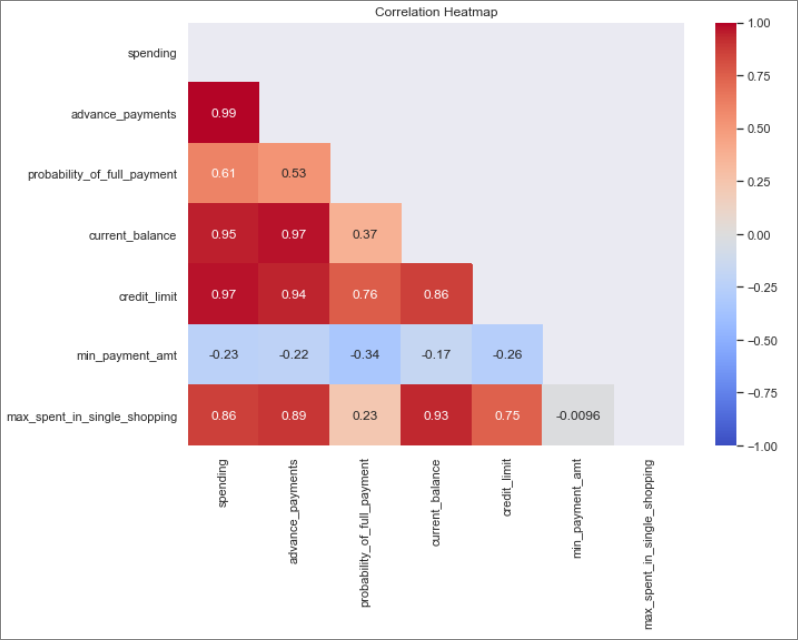 Correlation Heatmap
spending
advance_payments 0.99
probability_of_full_payment 0.61 0.53
current_balance 0.95 0.97 0.37
credit_limit 0.97 0.94 0.76 0.86
min_payment_amt -0.23 -0.22 -0.34 -0.17 -0.26
max_spent_in_single_shopping 0.86 0.89 0.23 0.93 0.75 -0.0096
spending
advance_payments
probability_of_full_payment
current_balance
credit_limit
min_payment_amt
max_spent_in_single_shopping
1.00
0.75
0.50
0.25
0.00
−0.25
−0.50
−0.75
−1.00